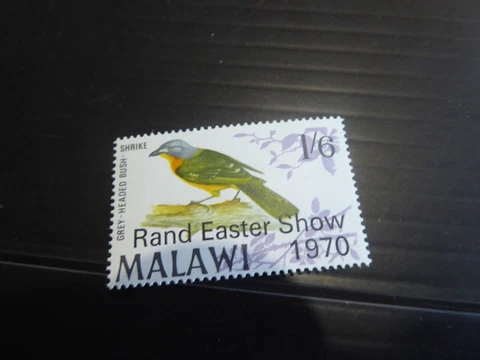 GREY-HEADED BUSH-SHRIKE
1/6
Rand Easter Show
1970
MALAWI